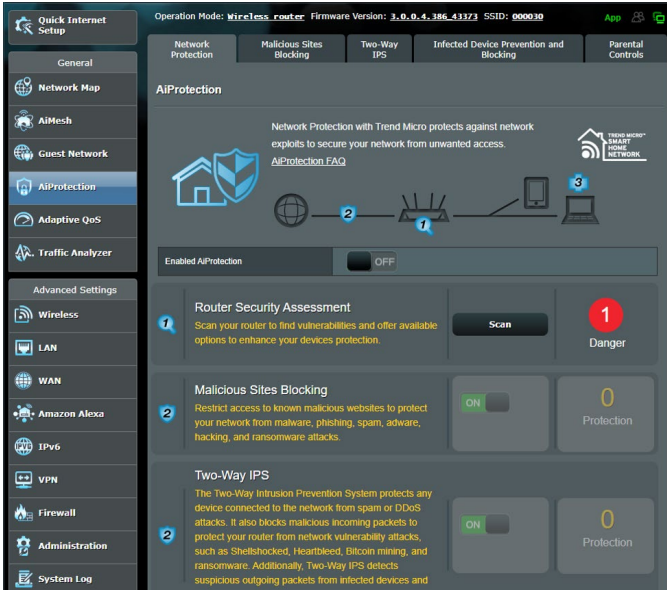 Quick Internet
Setup
Operation Mode: Wireless router Firmware Version: 3.0.0.4.386_43373 SSID: 000030
App
General
Network Map
AiMesh
Guest Network
AiProtection
Adaptive QoS
Traffic Analyzer
Advanced Settings
Wireless
LAN
WAN
Amazon Alexa
IPv6
VPN
Firewall
Administration
System Log
Network
Protection
Malicious Sites
Blocking
Two-Way
IPS
Infected Device Prevention and
Blocking
Parental
Controls
AiProtection
Network Protection with Trend Micro protects against network
exploits to secure your network from unwanted access.
AiProtection FAQ
TREND MICRO™
SMART
HOME
NETWORK
3
2
1
Enabled AiProtection
OFF
1
Router Security Assessment
Scan your router to find vulnerabilities and offer available
options to enhance your devices protection.
Scan
1
Danger
2
Malicious Sites Blocking
Restrict access to known malicious websites to protect
your network from malware, phishing, spam, adware,
hacking, and ransomware attacks.
ON
0
Protection
2
Two-Way IPS
The Two-Way Intrusion Prevention System protects any
device connected to the network from spam or DDoS
attacks. It also blocks malicious incoming packets to
protect your router from network vulnerability attacks,
such as Shellshocked, Heartbleed, Bitcoin mining, and
ransomware. Additionally, Two-Way IPS detects
suspicious outgoing packets from infected devices and
ON
0
Protection